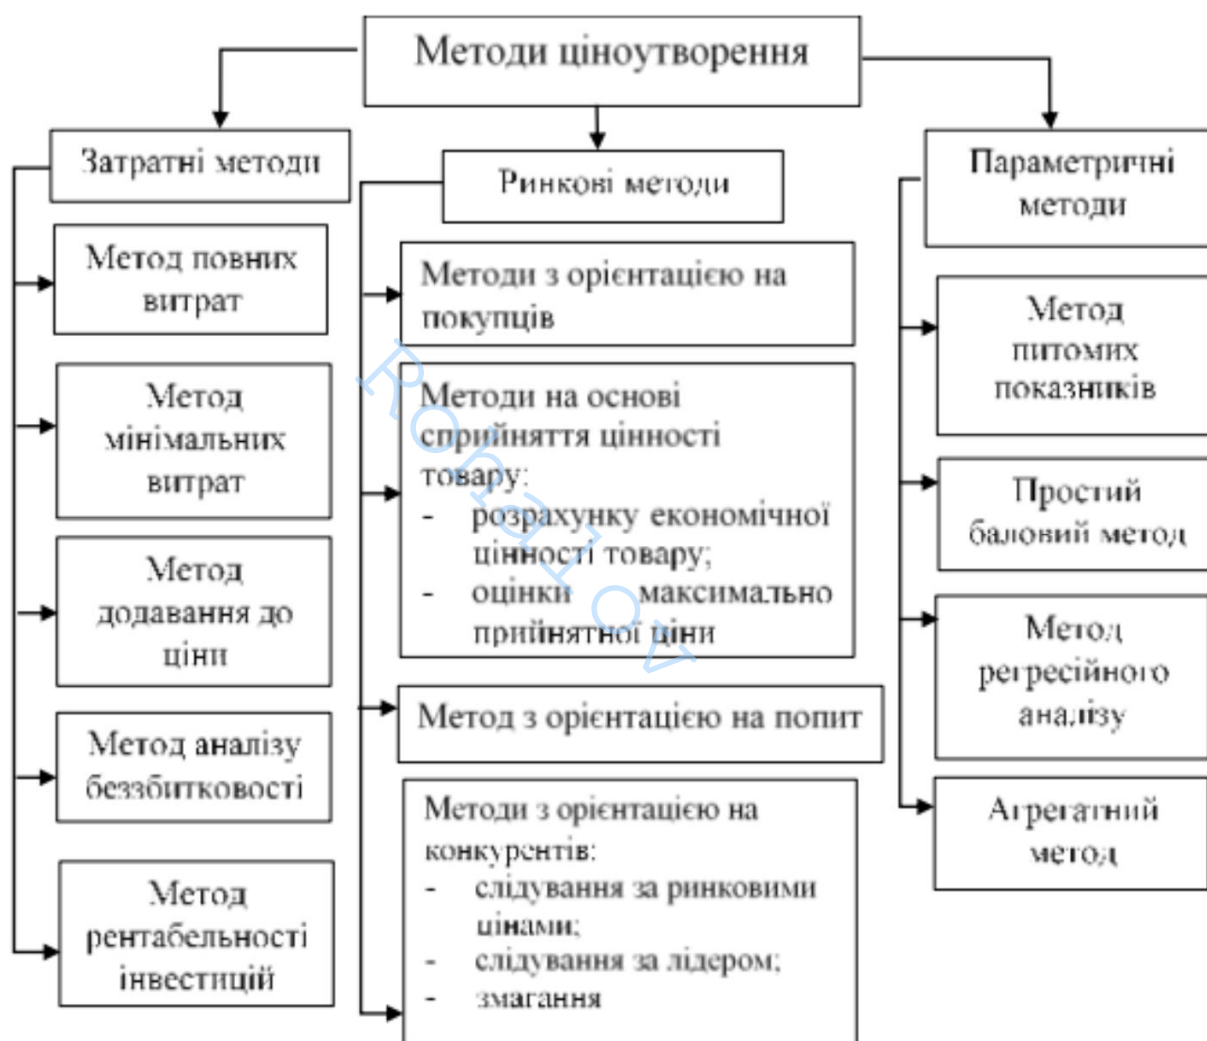 Методи ціноутворення
Затратні методи
Метод повних
витрат
Метод
мінімальних
витрат
Метод
додавання до
ціни
Метод аналізу
беззбитковості
Метод
рентабельності
інвестицій
Ринкові методи
Методи з орієнтацією на
покупців
Методи на основі
сприйняття цінності
товару:
- розрахунку економічної
цінності товару;
- оцінки максимально
прийнятної ціни
Метод з орієнтацією на попит
Методи з орієнтацією на
конкурентів:
- слідування за ринковими
цінами;
- слідування за лідером;
- змагання
Параметричні
методи
Метод
питомих
показників
Простий
баловий метод
Метод
регресійного
аналізу
Агрегатний
метод
Rohalov